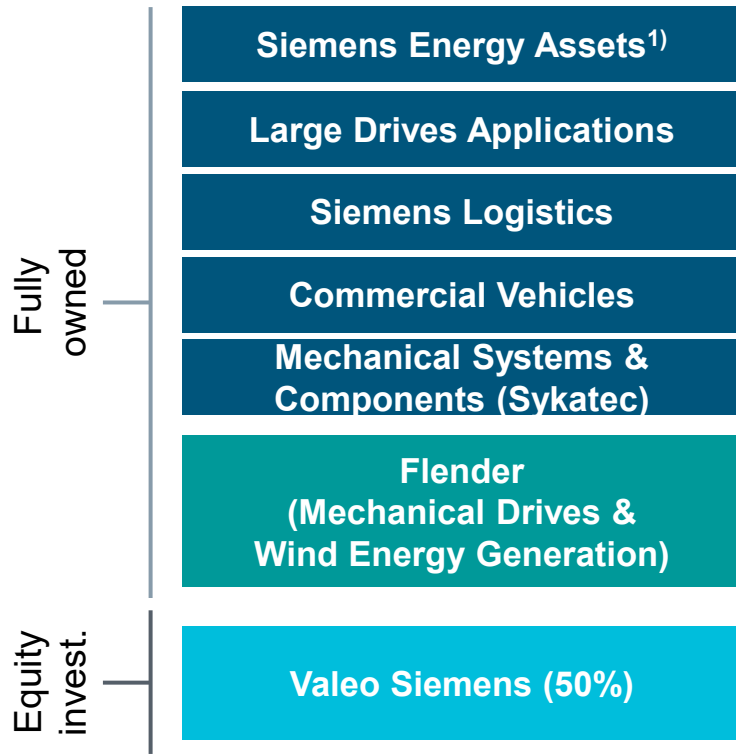 Fully
owned
Siemens Energy Assets1)
Large Drives Applications
Siemens Logistics
Commercial Vehicles
Mechanical Systems &
Components (Sykatec)
Flender
(Mechanical Drives &
Wind Energy Generation)
Equity
invest.
Valeo Siemens (50%)